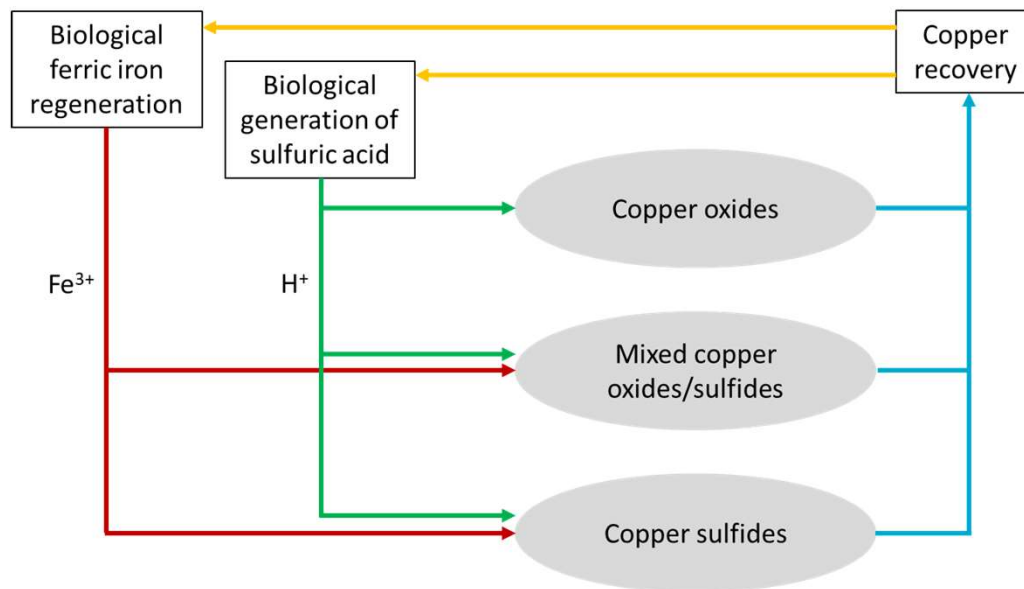 Biological
ferric iron
regeneration
Biological
generation of
sulfuric acid
Copper
recovery
Copper oxides
Fe³⁺
H⁺
Mixed copper
oxides/sulfides
Copper sulfides